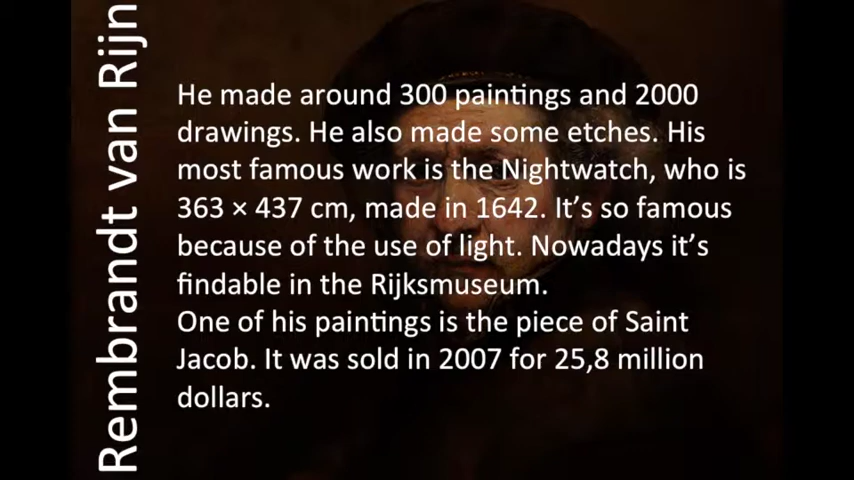 Rembrandt van Rijn
He made around 300 paintings and 2000
drawings. He also made some etches. His
most famous work is the Nightwatch, who is
363 × 437 cm, made in 1642. It’s so famous
because of the use of light. Nowadays it’s
findable in the Rijksmuseum.
One of his paintings is the piece of Saint
Jacob. It was sold in 2007 for 25,8 million
dollars.